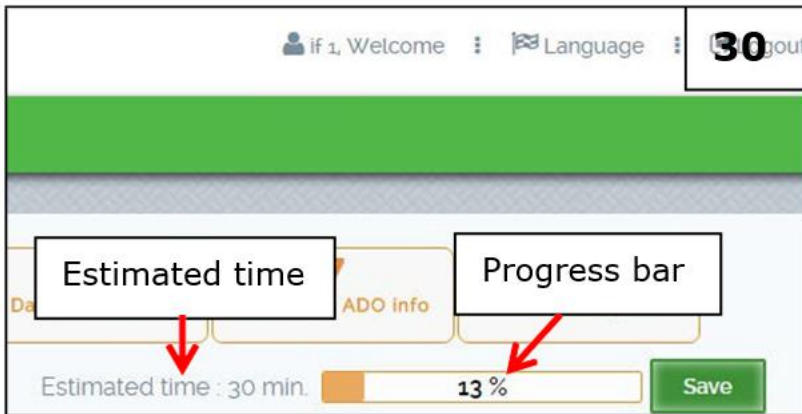 if 1, Welcome Language 30
Estimated time Progress bar
ADO info
Estimated time : 30 min. 13 % Save